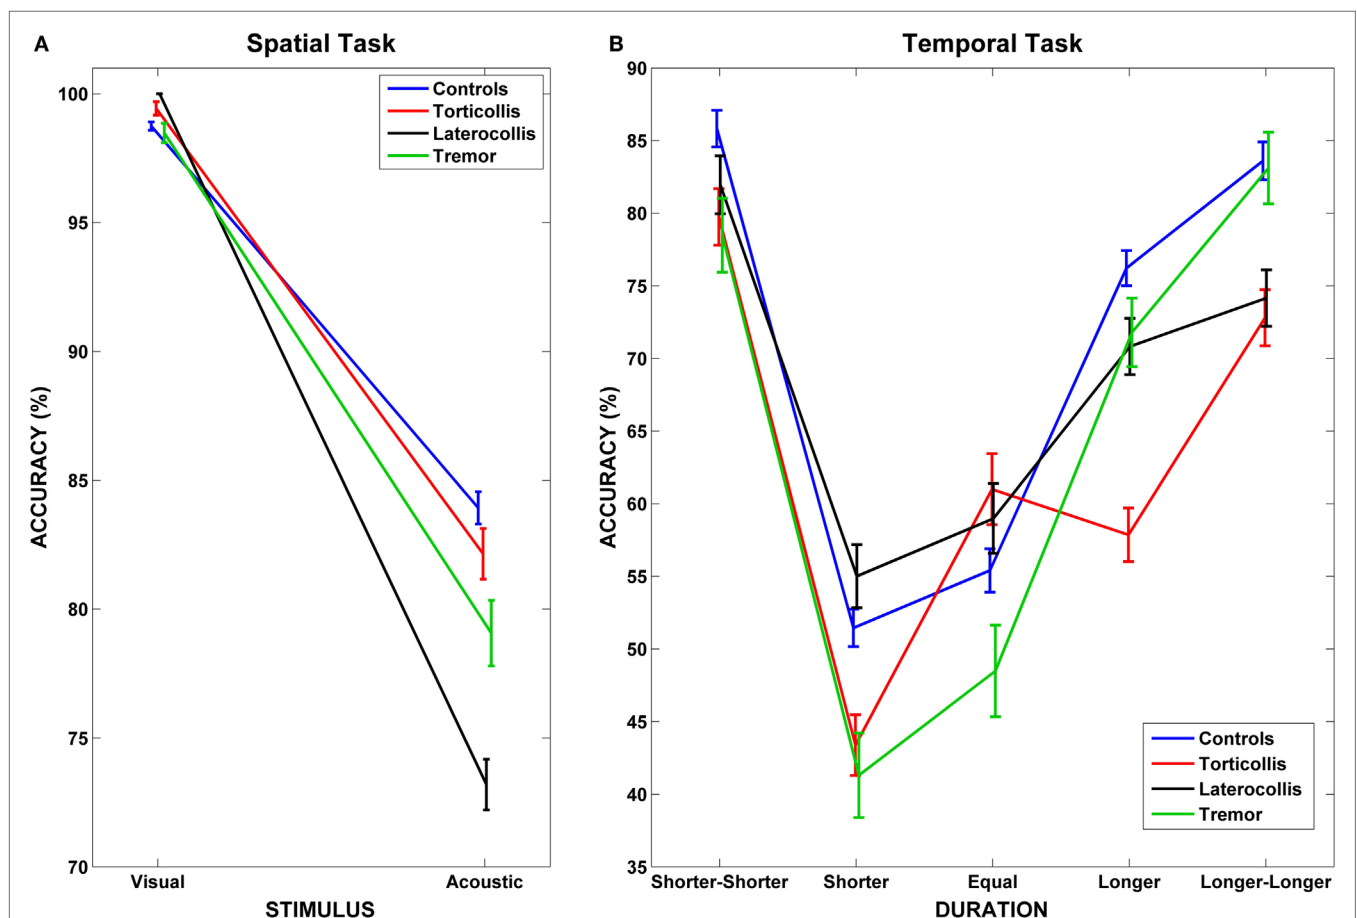 A
Spatial Task
100
95
90
85
80
75
70
ACCURACY (%)
Controls
Torticollis
Laterocollis
Tremor
Visual
Acoustic
STIMULUS
B
Temporal Task
90
85
80
75
70
65
60
55
50
45
40
35
ACCURACY (%)
Controls
Torticollis
Laterocollis
Tremor
Shorter-Shorter
Shorter
Equal
Longer
Longer-Longer
DURATION